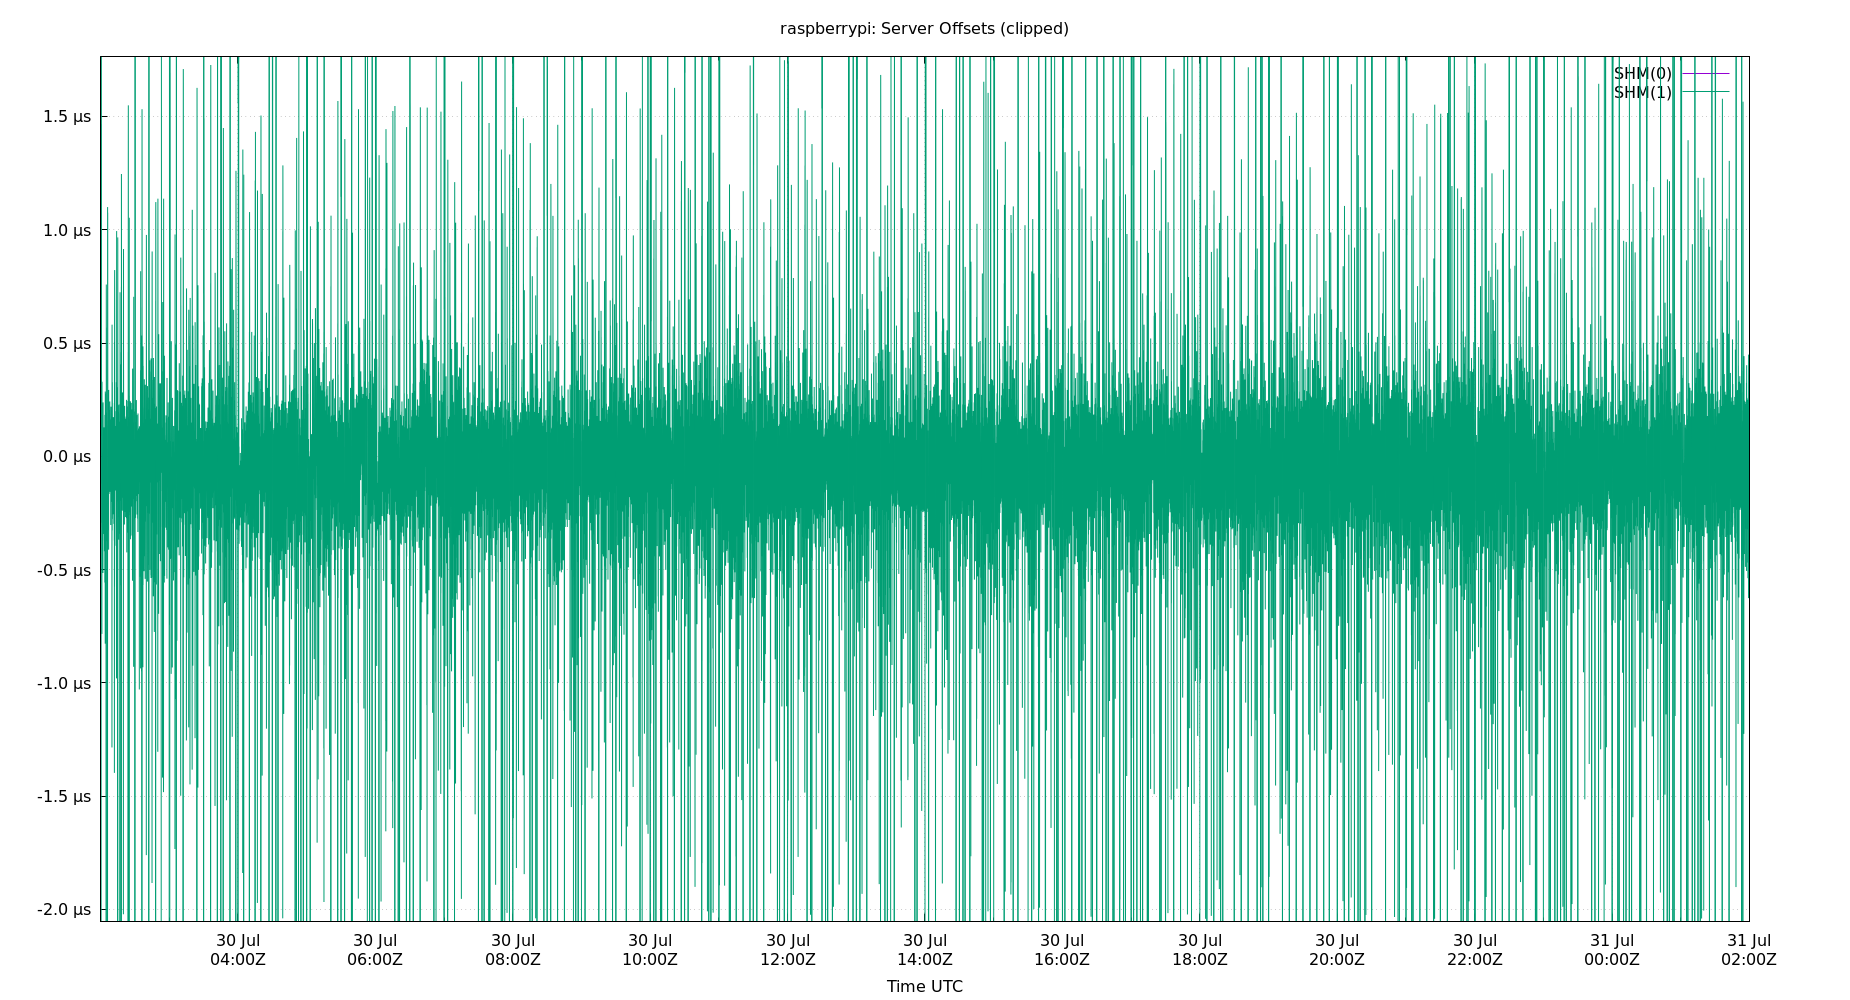 raspberrypi: Server Offsets (clipped)
SHM(0)
SHM(1)
1.5 µs
1.0 µs
0.5 µs
0.0 µs
-0.5 µs
-1.0 µs
-1.5 µs
-2.0 µs
30 Jul 30 Jul 30 Jul 30 Jul 30 Jul 30 Jul 30 Jul 30 Jul 30 Jul 30 Jul 31 Jul 31 Jul
04:00Z 06:00Z 08:00Z 10:00Z 12:00Z 14:00Z 16:00Z 18:00Z 20:00Z 22:00Z 00:00Z 02:00Z
Time UTC